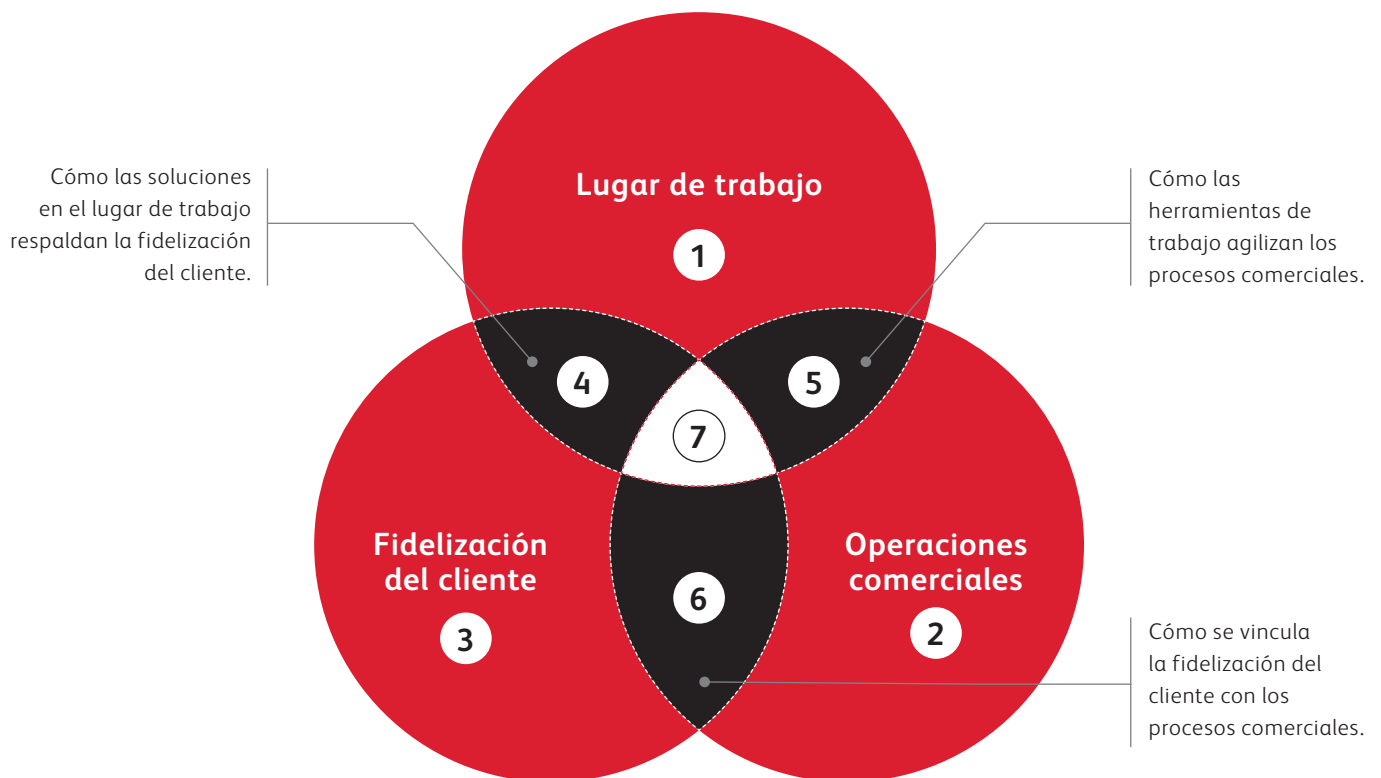 Lugar de trabajo
1
Cómo las soluciones
en el lugar de trabajo
respaldan la fidelización
del cliente.
Cómo las
herramientas de
trabajo agilizan los
procesos comerciales.
4
5
7
Fidelización
del cliente
3
6
Operaciones
comerciales
2
Cómo se vincula
la fidelización del
cliente con los
procesos comerciales.